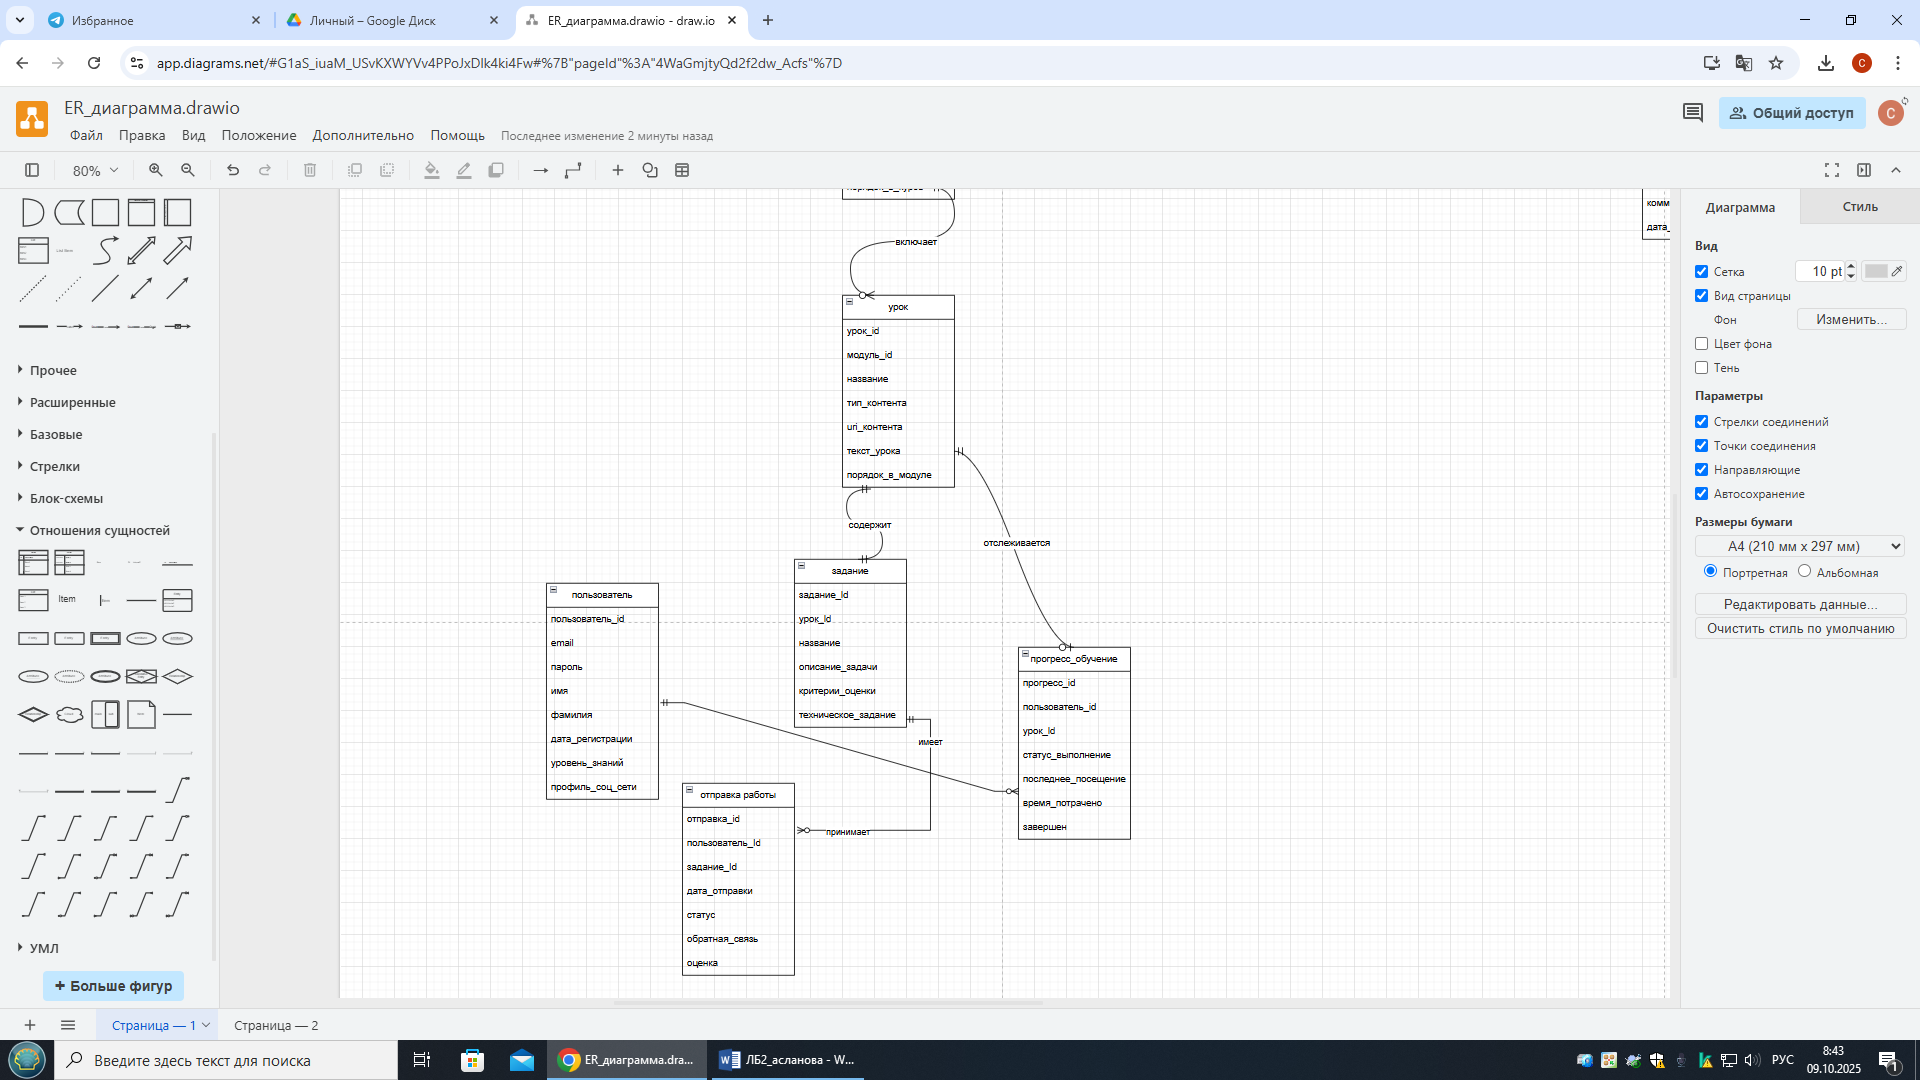 Избранное
Личный – Google Диск
ER_диаграмма.drawio - draw.io
app.diagrams.net/#G1aS_iuaM_USvKXWYVv4PPoJxDlk4ki4Fw#%7B"pageId"%3A"4WaGmjtyQd2f2dw_Acfs"%7D
C
ER_диаграмма.drawio
Файл
Правка
Вид
Положение
Дополнительно
Помощь
Последнее изменение 2 минуты назад
Общий доступ
C
80%
Прочее
Расширенные
Базовые
Стрелки
Блок-схемы
Отношения сущностей
Item
УМЛ
+ Больше фигур
включает
урок
урок_id
модуль_id
название
тип_контента
uri_контента
текст_урока
порядок_в_модуле
содержит
отслеживается
задание
задание_Id
урок_Id
название
описание_задачи
критерии_оценки
техническое_задание
пользователь
пользователь_id
email
пароль
имя
фамилия
дата_регистрации
уровень_знаний
профиль_соц_сети
имеет
принимает
отправка работы
отправка_id
пользователь_Id
задание_Id
дата_отправки
статус
обратная_связь
оценка
прогресс_обучение
прогресс_id
пользователь_id
урок_Id
статус_выполнение
последнее_посещение
время_потрачено
завершен
комм
дата_
Диаграмма
Стиль
Вид
Сетка
10 pt
Вид страницы
Фон
Изменить...
Цвет фона
Тень
Параметры
Стрелки соединений
Точки соединения
Направляющие
Автосохранение
Размеры бумаги
A4 (210 мм x 297 мм)
Портретная
Альбомная
Редактировать данные...
Очистить стиль по умолчанию
Страница — 1
Страница — 2
Введите здесь текст для поиска
ER_диаграмма.dra...
ЛБ2_асланова - W...
РУС
8:43
09.10.2025
1